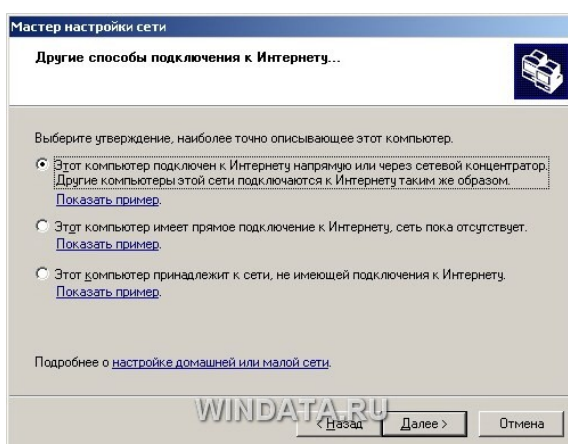 Мастер настройки сети
Другие способы подключения к Интернету...
Выберите утверждение, наиболее точно описывающее этот компьютер.
Этот компьютер подключен к Интернету напрямую или через сетевой концентратор.
Другие компьютеры этой сети подключаются к Интернету таким же образом.
Показать пример.
Этот компьютер имеет прямое подключение к Интернету, сеть пока отсутствует.
Показать пример.
Этот компьютер принадлежит к сети, не имеющей подключения к Интернету.
Показать пример.
Подробнее о настройке домашней или малой сети.
WINDATA.RU
< Назад Далее > Отмена